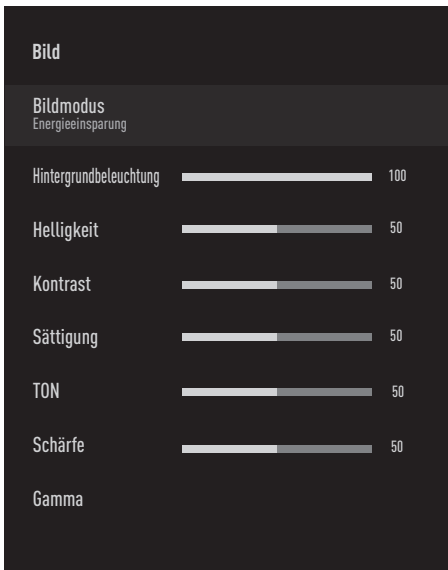 Bild
Bildmodus
Energieeinsparung
Hintergrundbeleuchtung 100
Helligkeit 50
Kontrast 50
Sättigung 50
TON 50
Schärfe 50
Gamma